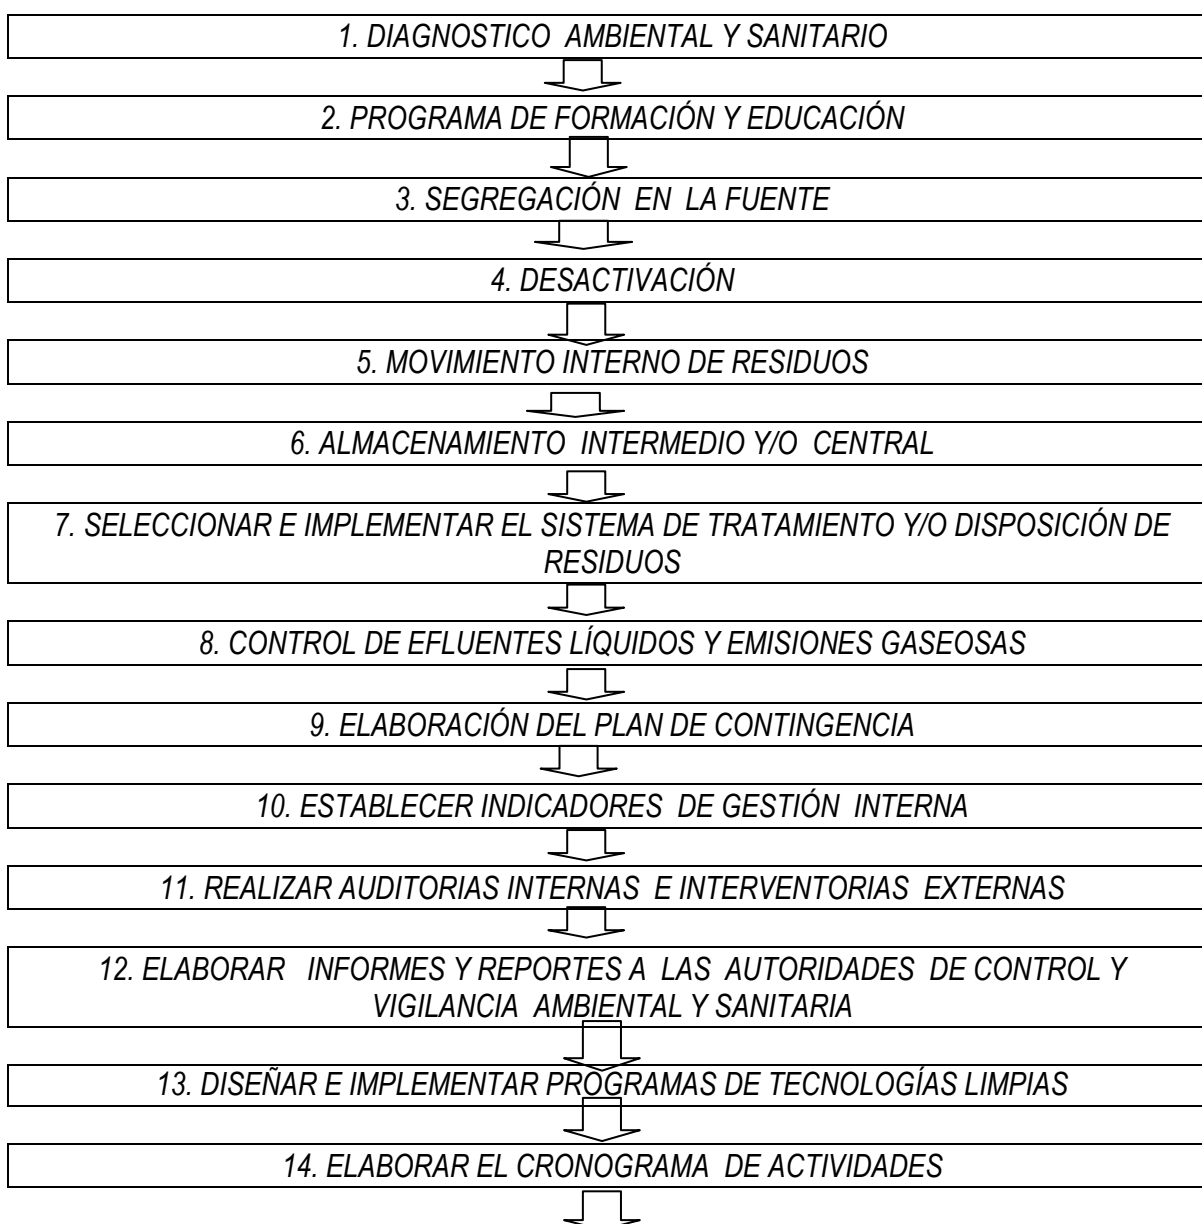 1. DIAGNOSTICO AMBIENTAL Y SANITARIO
2. PROGRAMA DE FORMACIÓN Y EDUCACIÓN
3. SEGREGACIÓN EN LA FUENTE
4. DESACTIVACIÓN
5. MOVIMIENTO INTERNO DE RESIDUOS
6. ALMACENAMIENTO INTERMEDIO Y/O CENTRAL
7. SELECCIONAR E IMPLEMENTAR EL SISTEMA DE TRATAMIENTO Y/O DISPOSICIÓN DE
RESIDUOS
8. CONTROL DE EFLUENTES LÍQUIDOS Y EMISIONES GASEOSAS
9. ELABORACIÓN DEL PLAN DE CONTINGENCIA
10. ESTABLECER INDICADORES DE GESTIÓN INTERNA
11. REALIZAR AUDITORIAS INTERNAS E INTERVENTORIAS EXTERNAS
12. ELABORAR INFORMES Y REPORTES A LAS AUTORIDADES DE CONTROL Y
VIGILANCIA AMBIENTAL Y SANITARIA
13. DISEÑAR E IMPLEMENTAR PROGRAMAS DE TECNOLOGÍAS LIMPIAS
14. ELABORAR EL CRONOGRAMA DE ACTIVIDADES